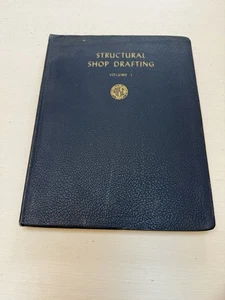 STRUCTURAL
SHOP DRAFTING
VOLUME 1